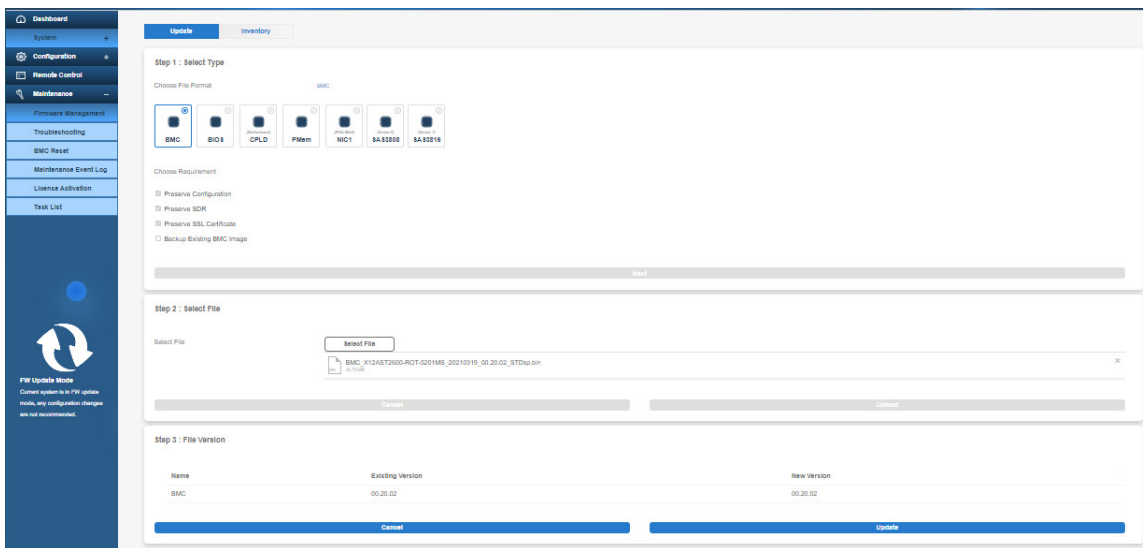 Dashboard
System +
Configuration +
Remote Control
Maintenance –
Firmware Management
Troubleshooting
BMC Reset
Maintenance Event Log
License Activation
Task List
FW Update Mode
Current system is in FW update
mode, any configuration changes
are not recommended.
Update Inventory
Step 1 : Select Type
Choose File Format BMC
BMC
BIOS
(Motherboard)
CPLD
PMem
NIC1
Choose Requirement
Preserve Configuration
Preserve SDR
Preserve SSL Certificate
Backup Existing BMC Image
Next
Step 2 : Select File
Select File Select File
BMC_X12AST2600-ROT-5201MS_20210319_00.20.02_STDsp.bin
Cancel Upload
Step 3 : File Version
Name Existing Version New Version
BMC 00.20.02 00.20.02
Cancel Update